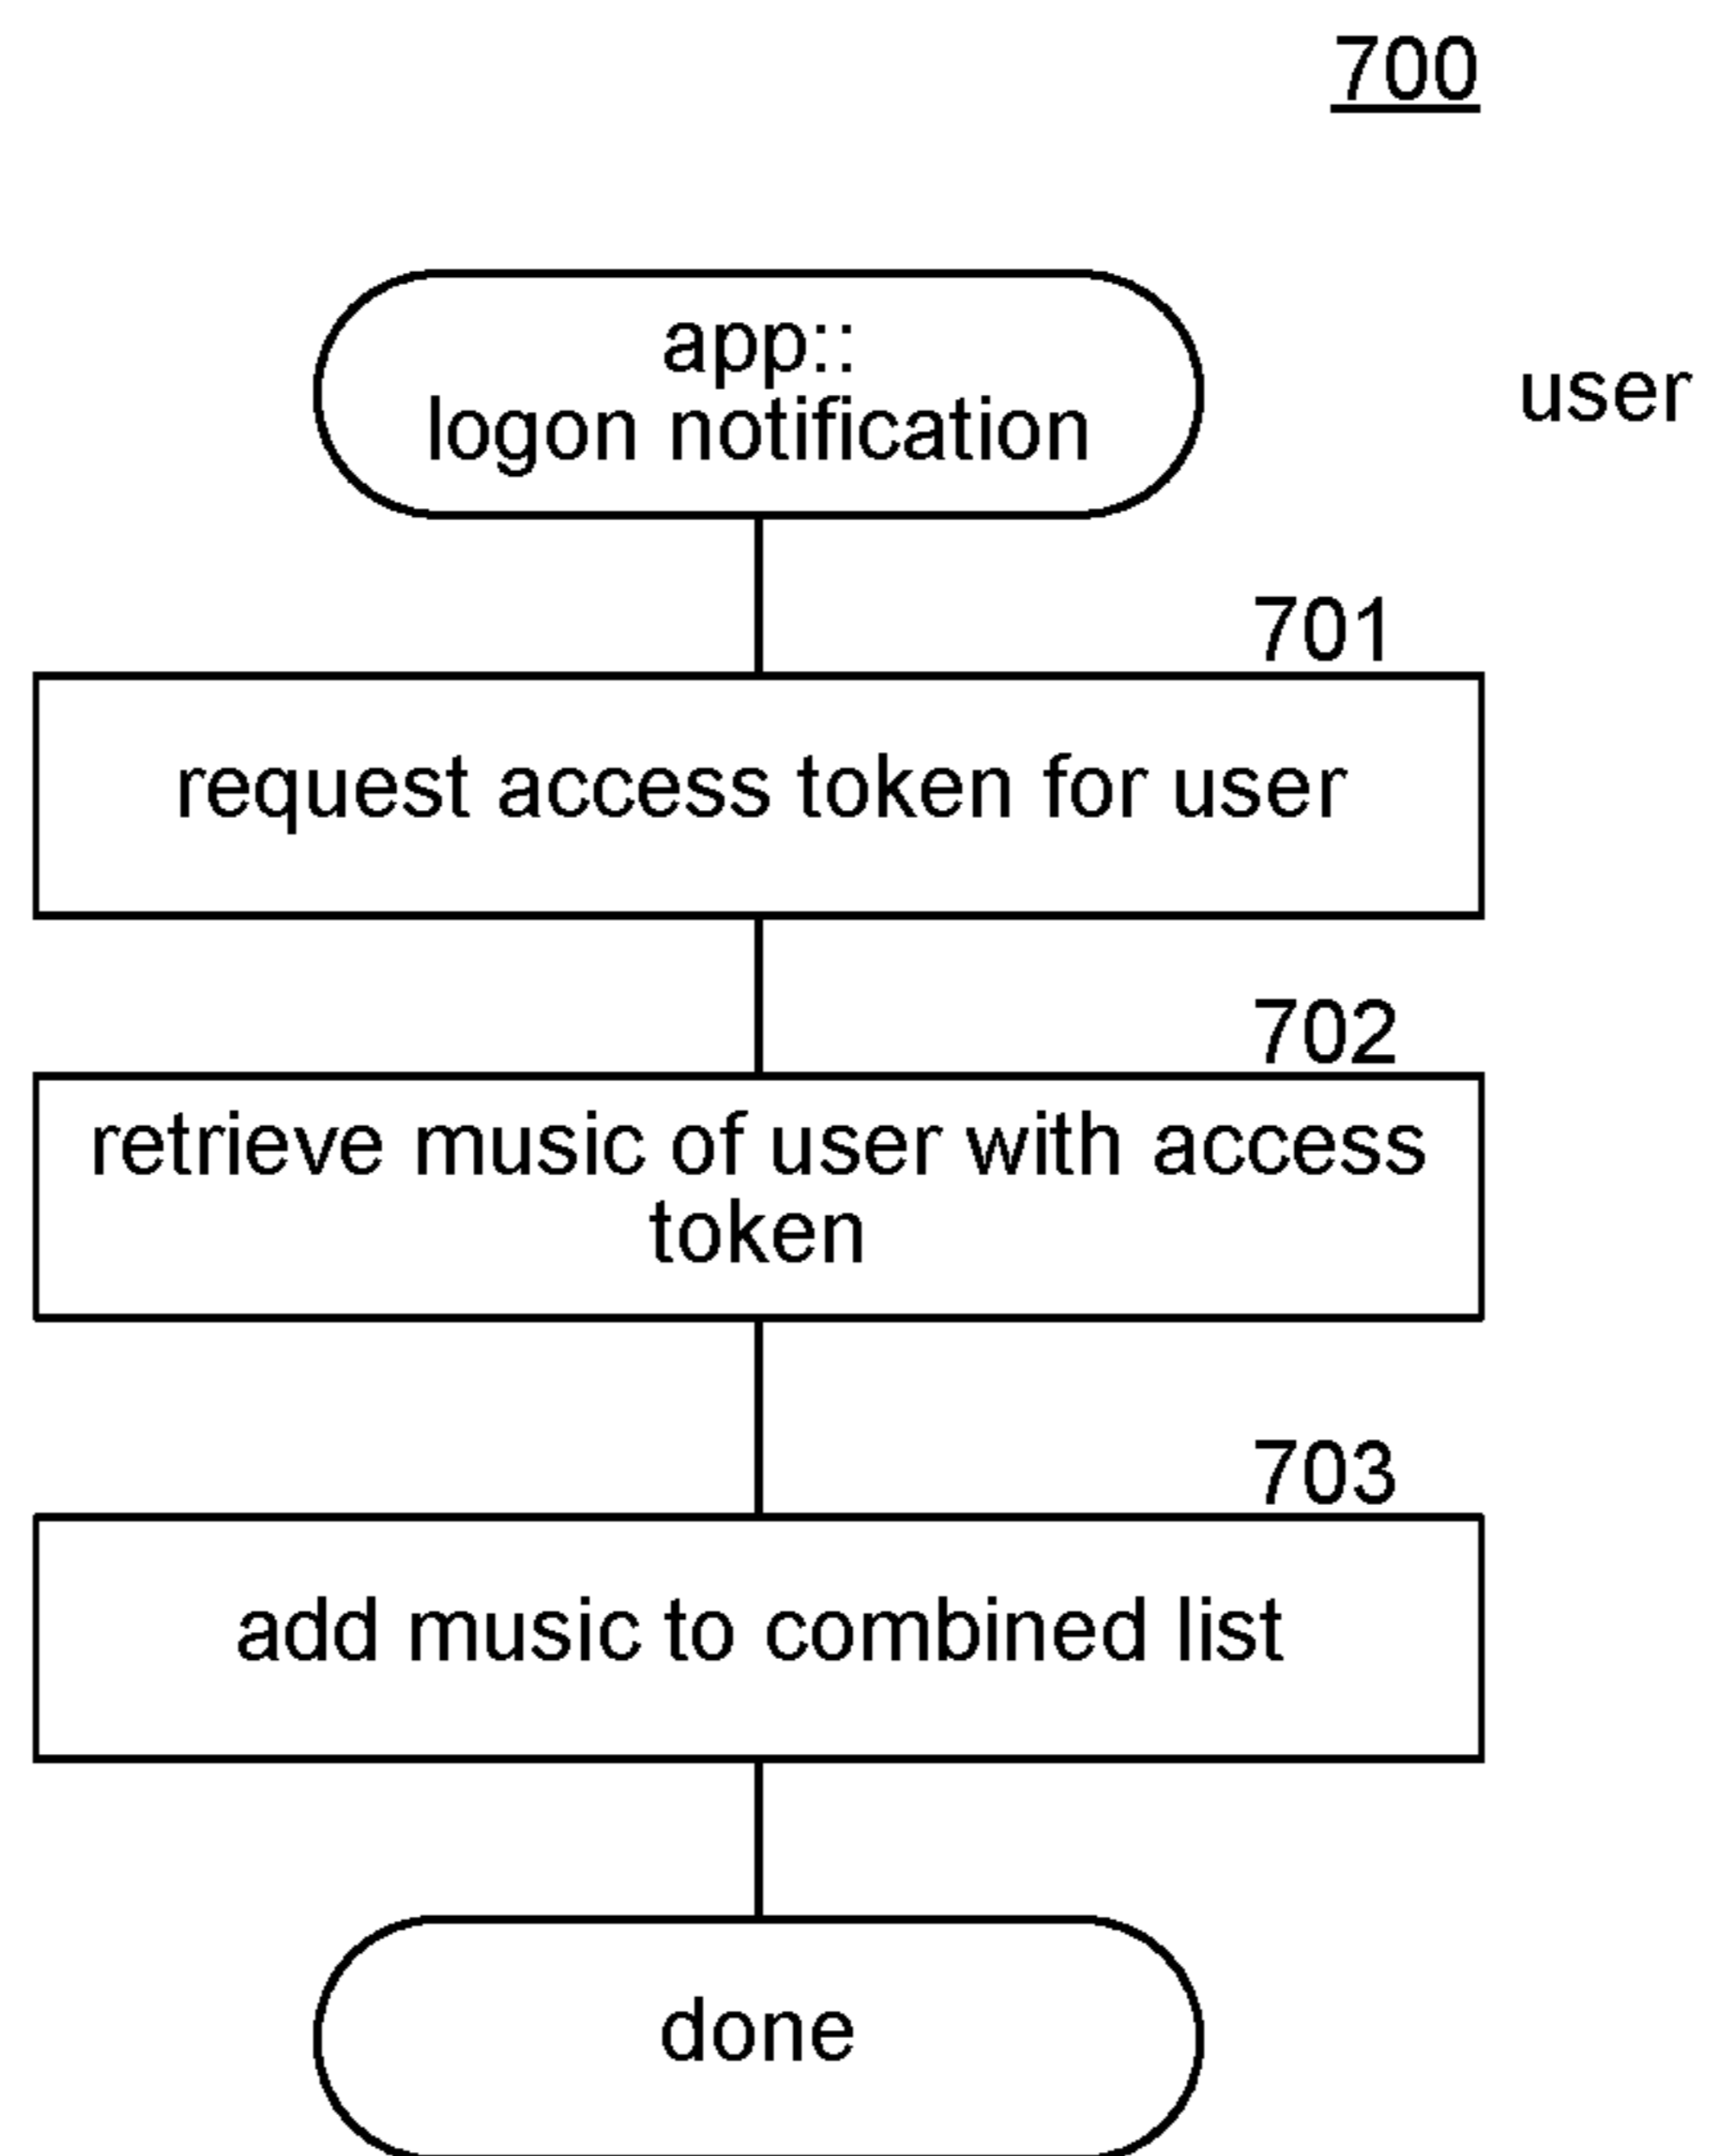 700
app::
logon notification
user
701
request access token for user
702
retrieve music of user with access
token
703
add music to combined list
done